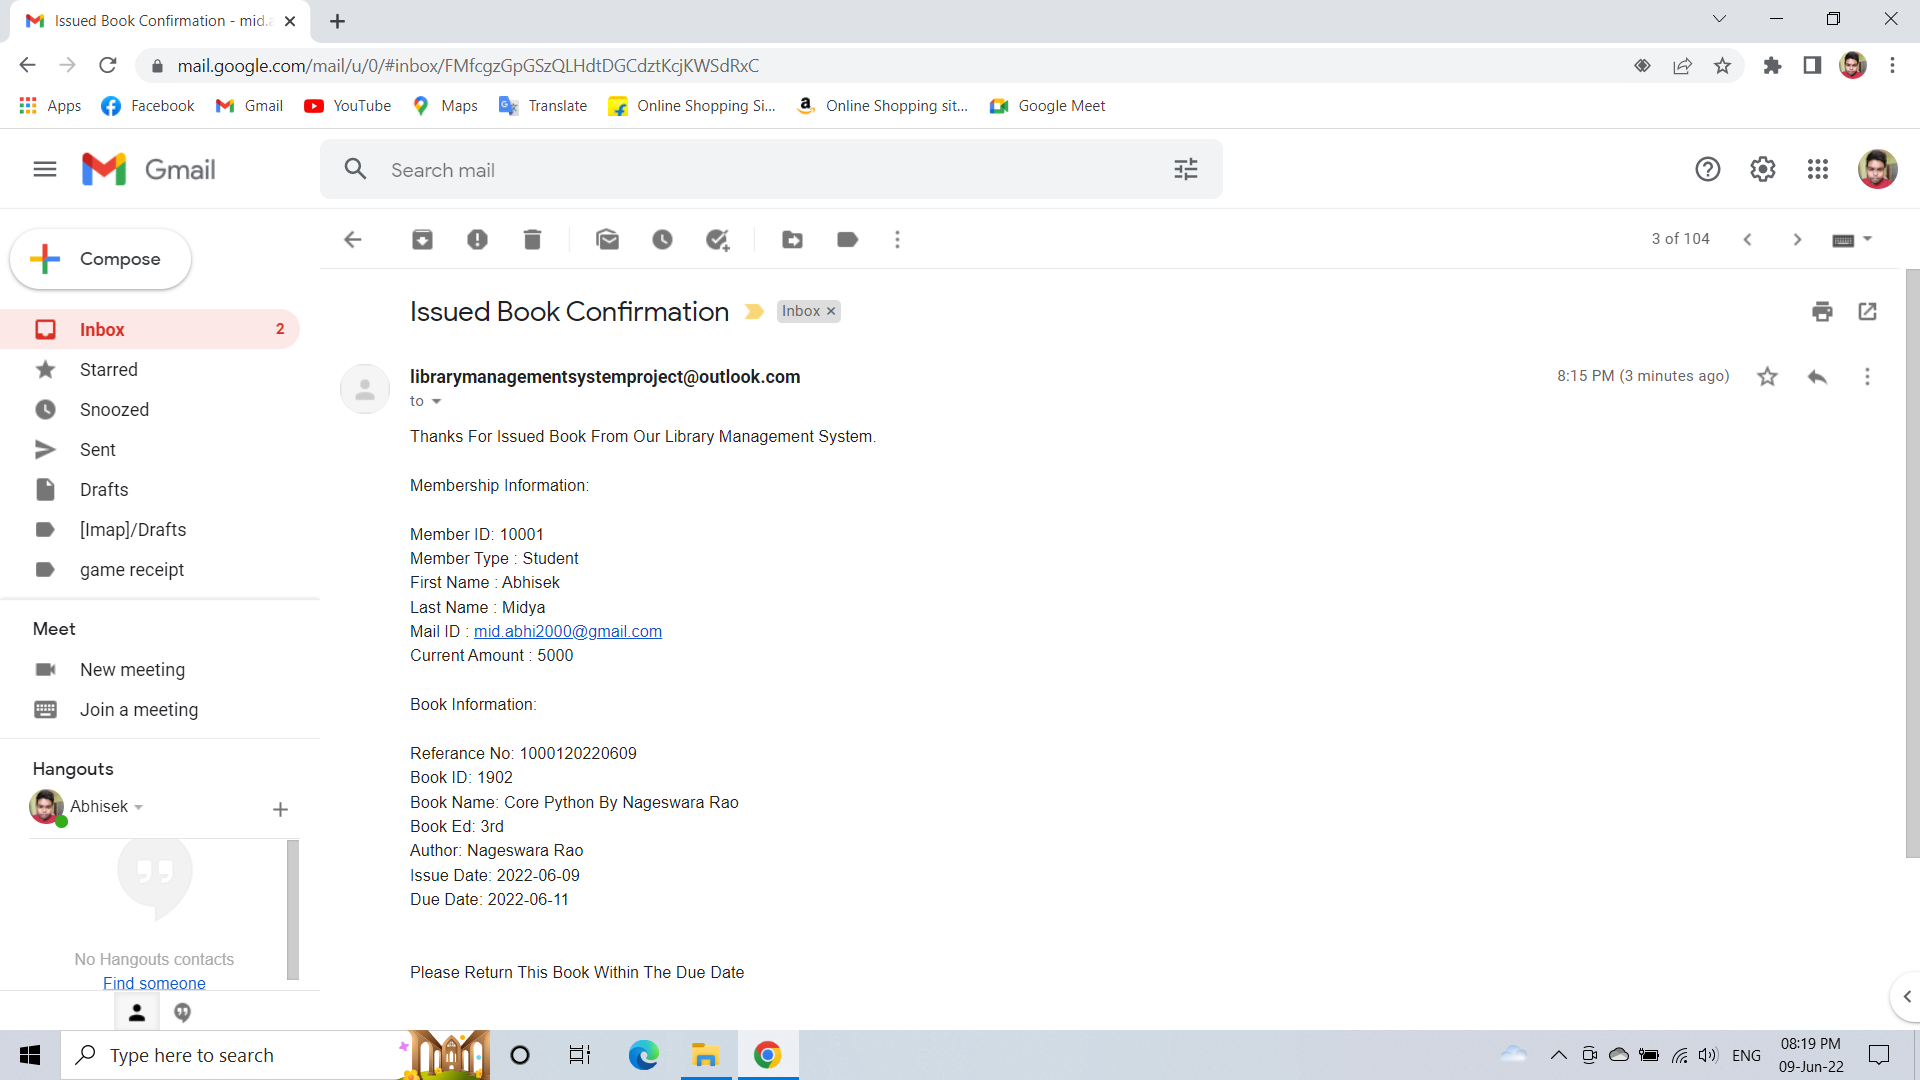 Issued Book Confirmation - mid.a
mail.google.com/mail/u/0/#inbox/FMfcgzGpGSzQLHdtDGCdztKcjKWSdRxC
Apps
Facebook
Gmail
YouTube
Maps
Translate
Online Shopping Si...
Online Shopping sit...
Google Meet
Gmail
Search mail
Compose
3 of 104
Inbox 2
Starred
Snoozed
Sent
Drafts
[Imap]/Drafts
game receipt
Meet
New meeting
Join a meeting
Hangouts
Abhisek
No Hangouts contacts
Find someone
Issued Book Confirmation
Inbox ×
librarymanagementsystemproject@outlook.com
8:15 PM (3 minutes ago)
to
Thanks For Issued Book From Our Library Management System.
Membership Information:
Member ID: 10001
Member Type : Student
First Name : Abhisek
Last Name : Midya
Mail ID : mid.abhi2000@gmail.com
Current Amount : 5000
Book Information:
Referance No: 1000120220609
Book ID: 1902
Book Name: Core Python By Nageswara Rao
Book Ed: 3rd
Author: Nageswara Rao
Issue Date: 2022-06-09
Due Date: 2022-06-11
Please Return This Book Within The Due Date
Type here to search
ENG
08:19 PM
09-Jun-22